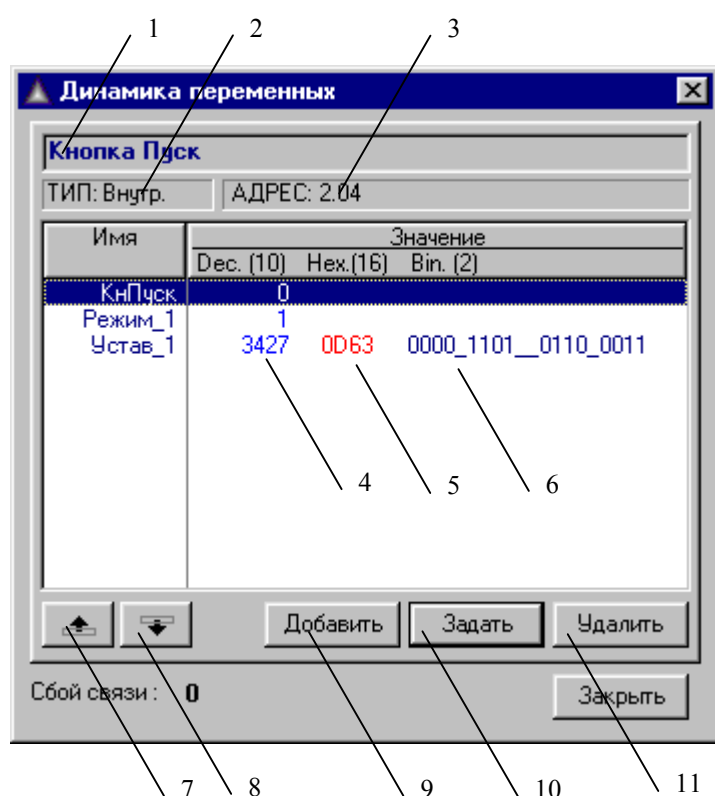 1 2 3
Динамика переменных
Кнопка Пуск
ТИП: Внутр. АДРЕС: 2.04
Имя Значение
Dec. (10) Hex.(16) Bin. (2)
КнПуск 0
Режим_1 1
Устав_1 3427 0D63 0000_1101__0110_0011
4 5 6
Добавить Задать Удалить
Сбой связи : 0 Закрыть
7 8 9 10 11